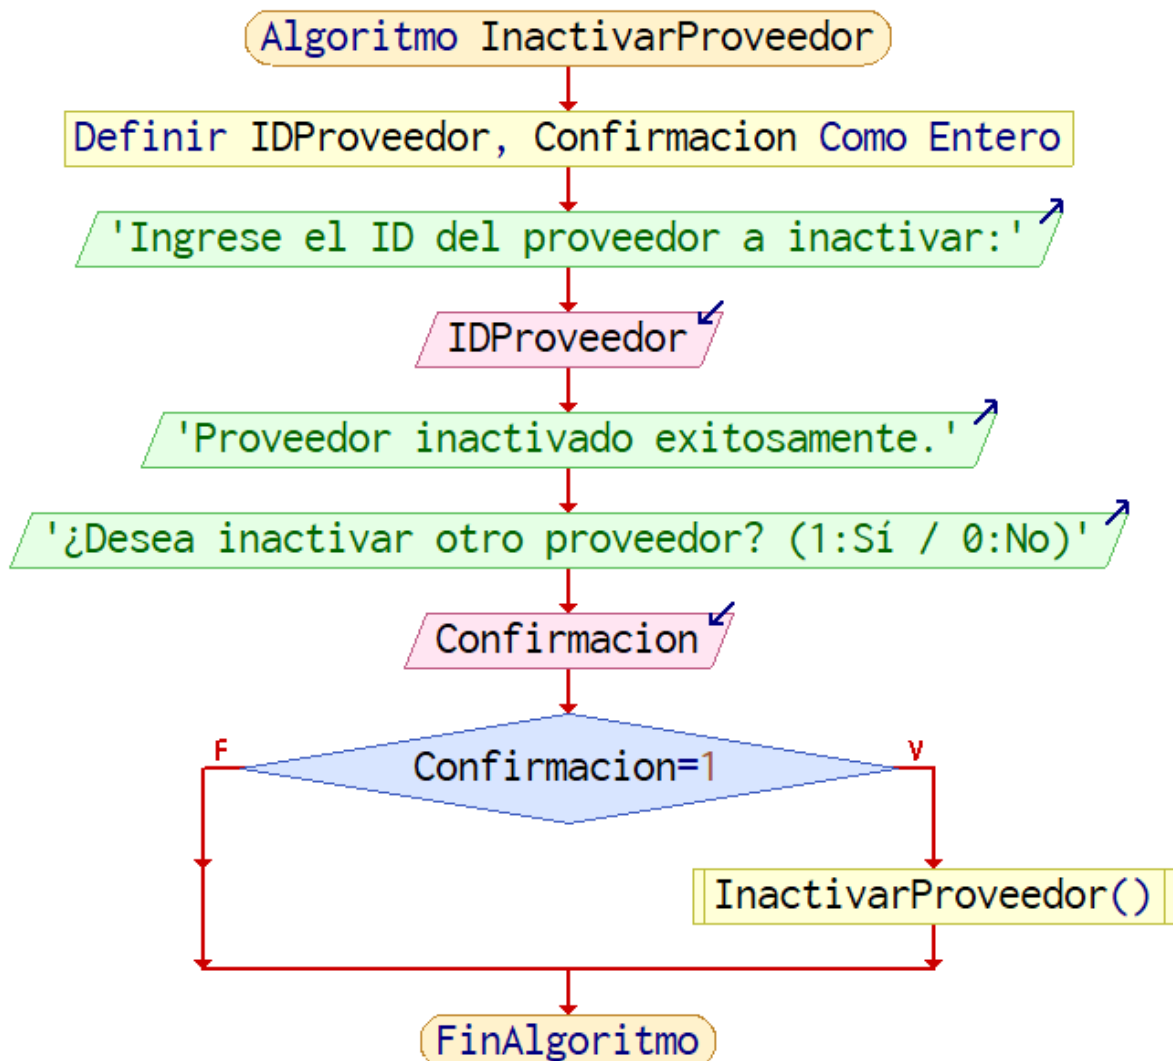 Algoritmo InactivarProveedor
Definir IDProveedor, Confirmacion Como Entero
'Ingrese el ID del proveedor a inactivar:'
IDProveedor
'Proveedor inactivado exitosamente.'
'¿Desea inactivar otro proveedor? (1:Sí / 0:No)'
Confirmacion
F
Confirmacion=1
V
InactivarProveedor()
FinAlgoritmo